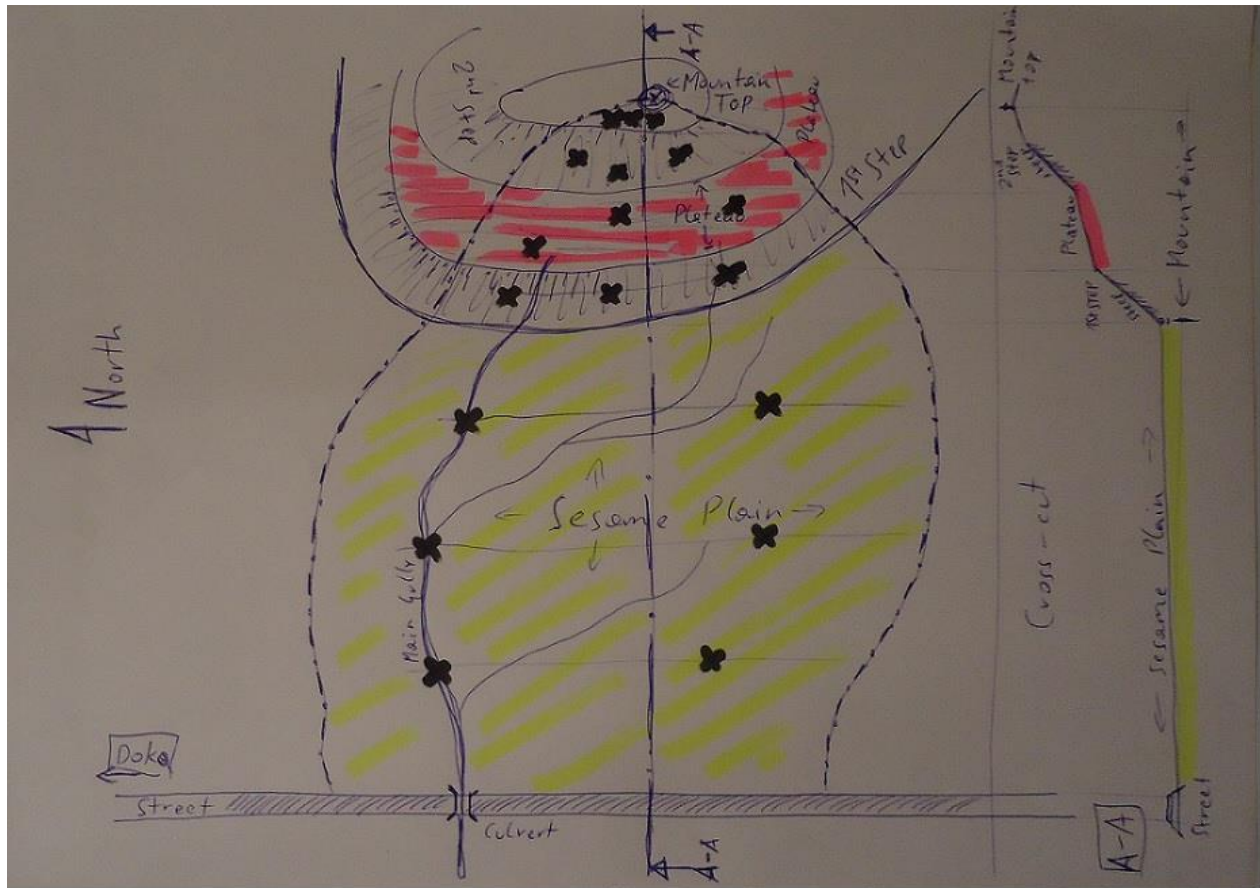 A-A
Mountain
TOP
2nd Step
Plateau
Plateau
1st Step
North
Sesame Plain
Main Gully
Doka
Street
Culvert
A-A
Mountain
Top
2nd
Step
Plateau
1st Step
Mountain
Cross-cut
Sesame Plain
A-A
Street